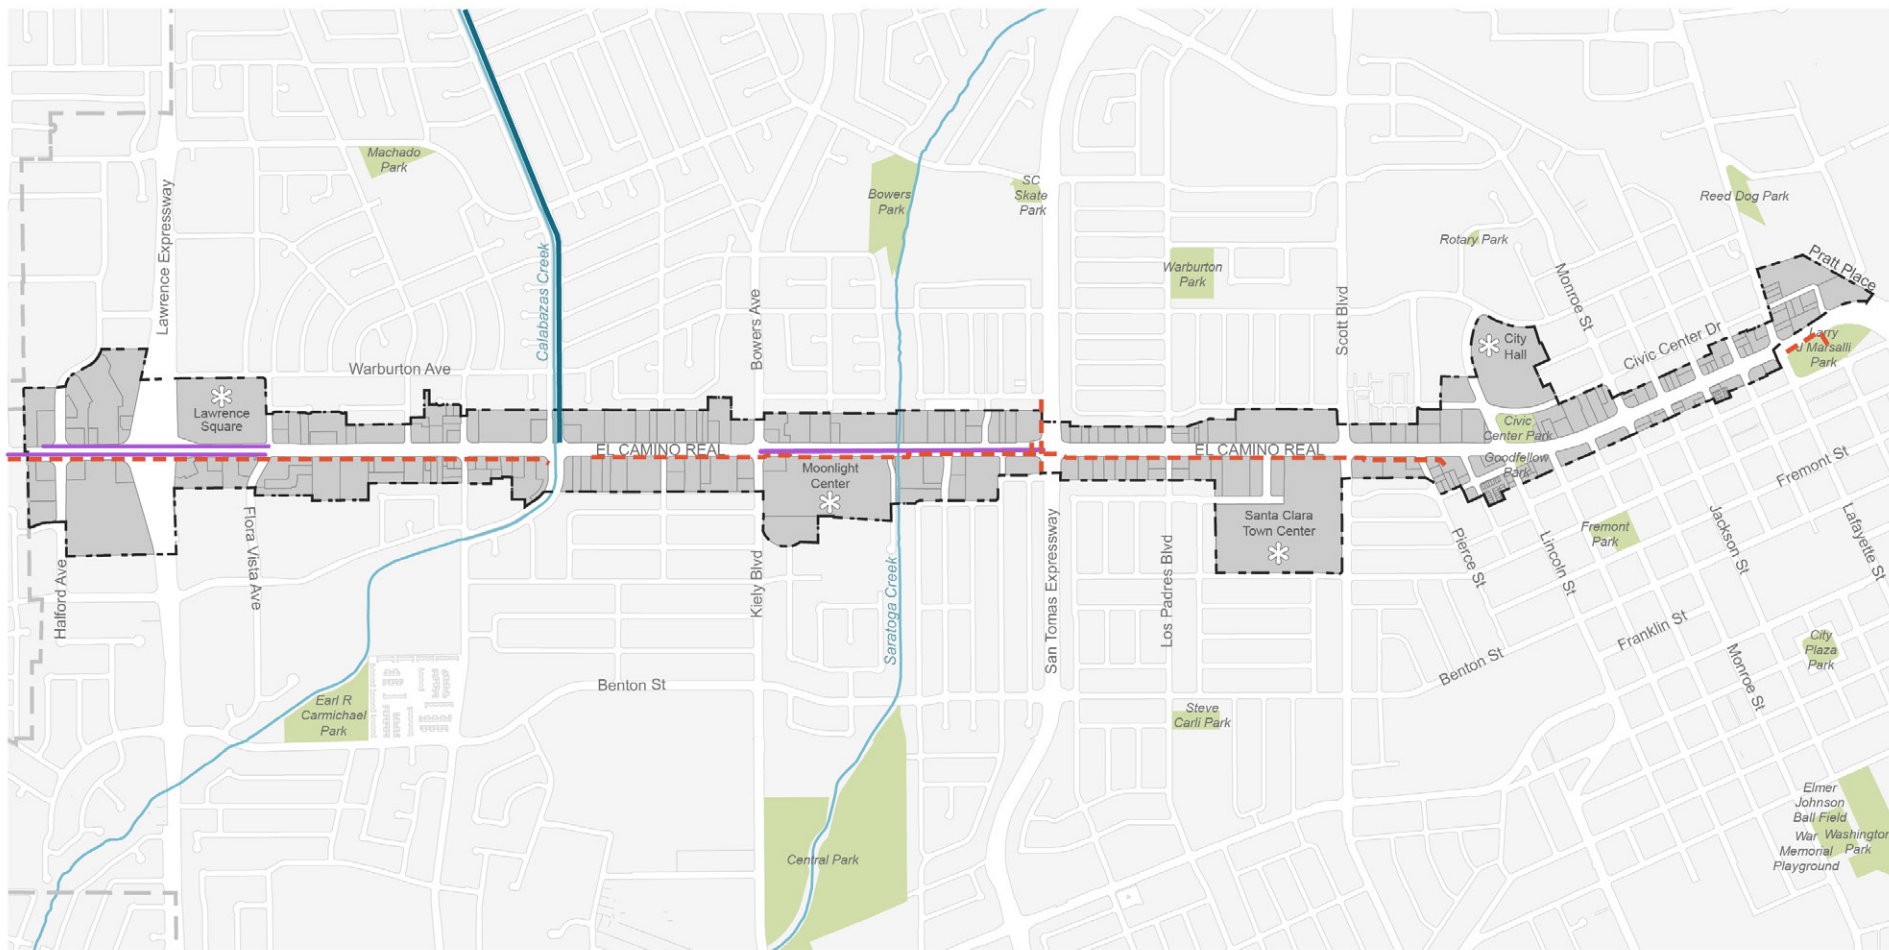 Machado
Park
Lawrence Expressway
Calabazas Creek
Bowers
Park
SC
Skate
Park
Reed Dog Park
Rotary Park
Warburton
Park
Monroe St
Pratt Place
Bowers Ave
Scott Blvd
Warburton Ave
City
Hall
Civic Center Dr
Larry
J Marsalli
Park
Lawrence
Square
Civic
Center Park
EL CAMINO REAL
EL CAMINO REAL
Goodfellow
Park
Moonlight
Center
Fremont St
Santa Clara
Town Center
Fremont
Park
Flora Vista Ave
Halford Ave
Kiely Blvd
Saratoga Creek
San Tomas Expressway
Los Padres Blvd
Pierce St
Lincoln St
Jackson St
Lafayette St
Franklin St
City
Plaza
Park
Benton St
Benton St
Monroe St
Earl R
Carmichael
Park
Steve
Carli Park
Central Park
Elmer
Johnson
Ball Field
War
Memorial
Playground
Washington
Park